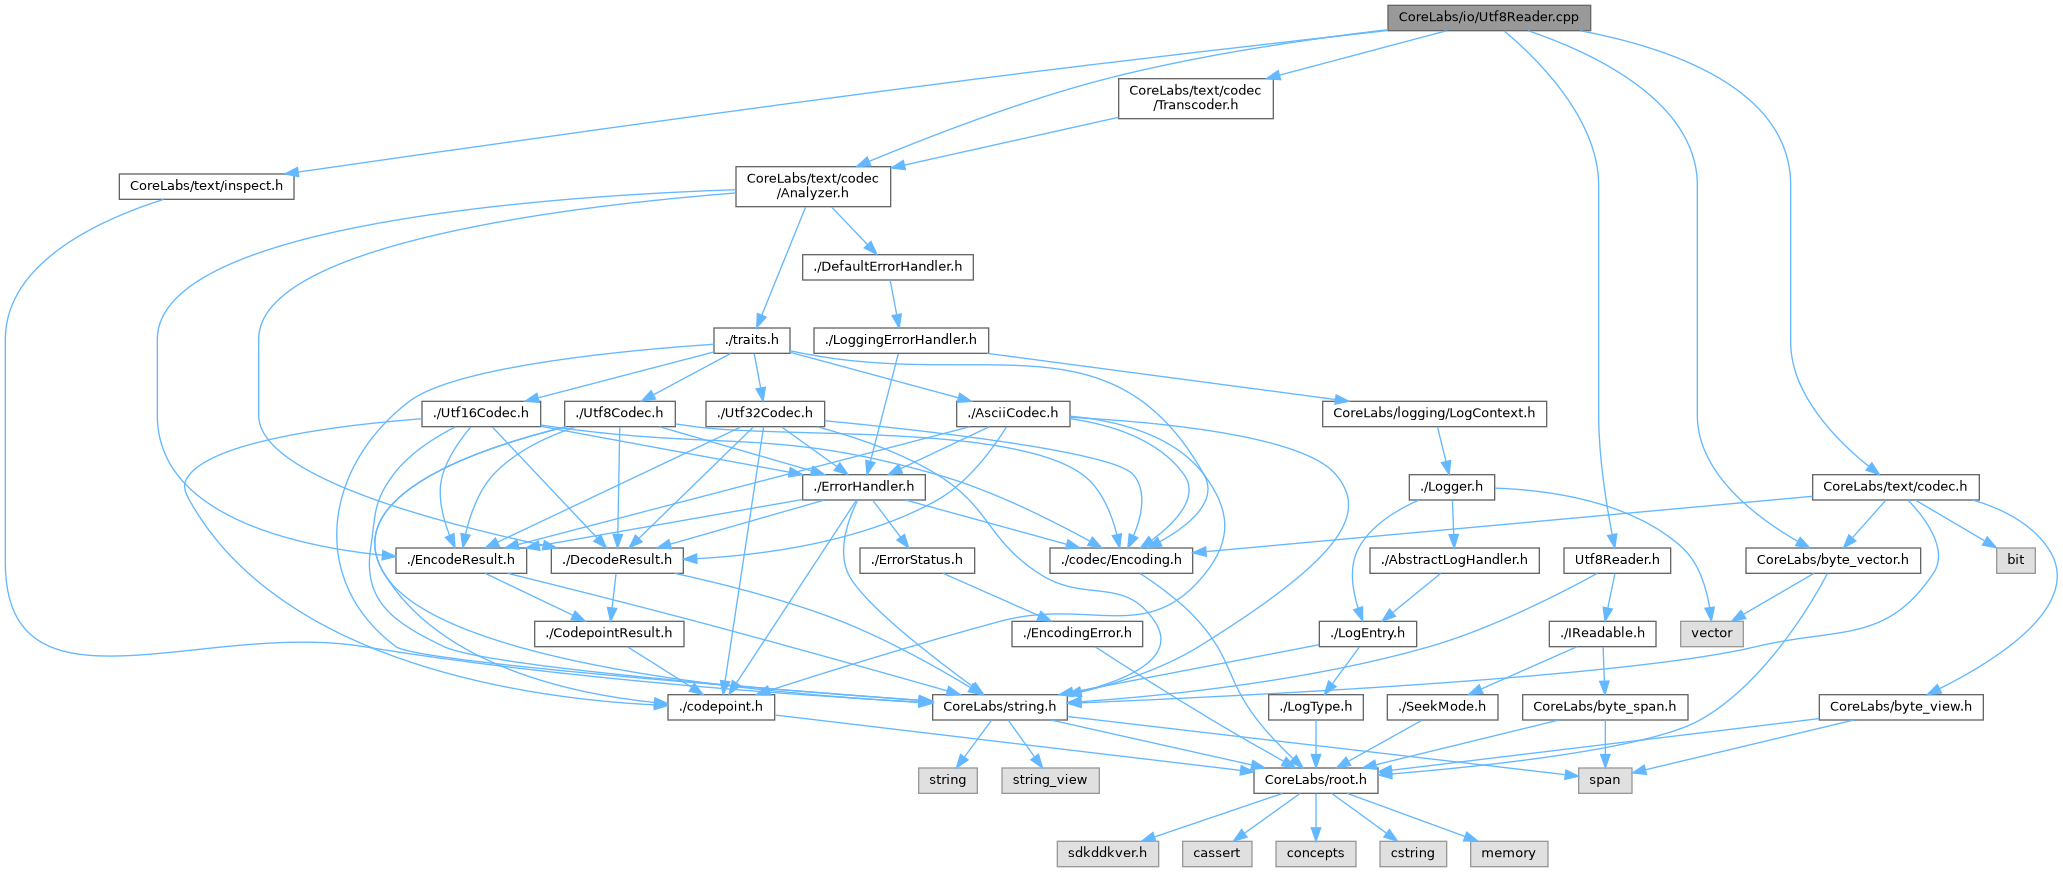 CoreLabs/io/Utf8Reader.cpp
CoreLabs/text/codec
/Transcoder.h
CoreLabs/text/inspect.h
CoreLabs/text/codec
/Analyzer.h
./DefaultErrorHandler.h
./traits.h
./LoggingErrorHandler.h
./Utf16Codec.h
./Utf8Codec.h
./Utf32Codec.h
./AsciiCodec.h
CoreLabs/logging/LogContext.h
./ErrorHandler.h
./Logger.h
CoreLabs/text/codec.h
./EncodeResult.h
./DecodeResult.h
./ErrorStatus.h
./codec/Encoding.h
./AbstractLogHandler.h
Utf8Reader.h
CoreLabs/byte_vector.h
bit
./CodepointResult.h
./EncodingError.h
./LogEntry.h
./IReadable.h
vector
./codepoint.h
CoreLabs/string.h
./LogType.h
./SeekMode.h
CoreLabs/byte_span.h
CoreLabs/byte_view.h
string
string_view
CoreLabs/root.h
span
sdkddkver.h
cassert
concepts
cstring
memory